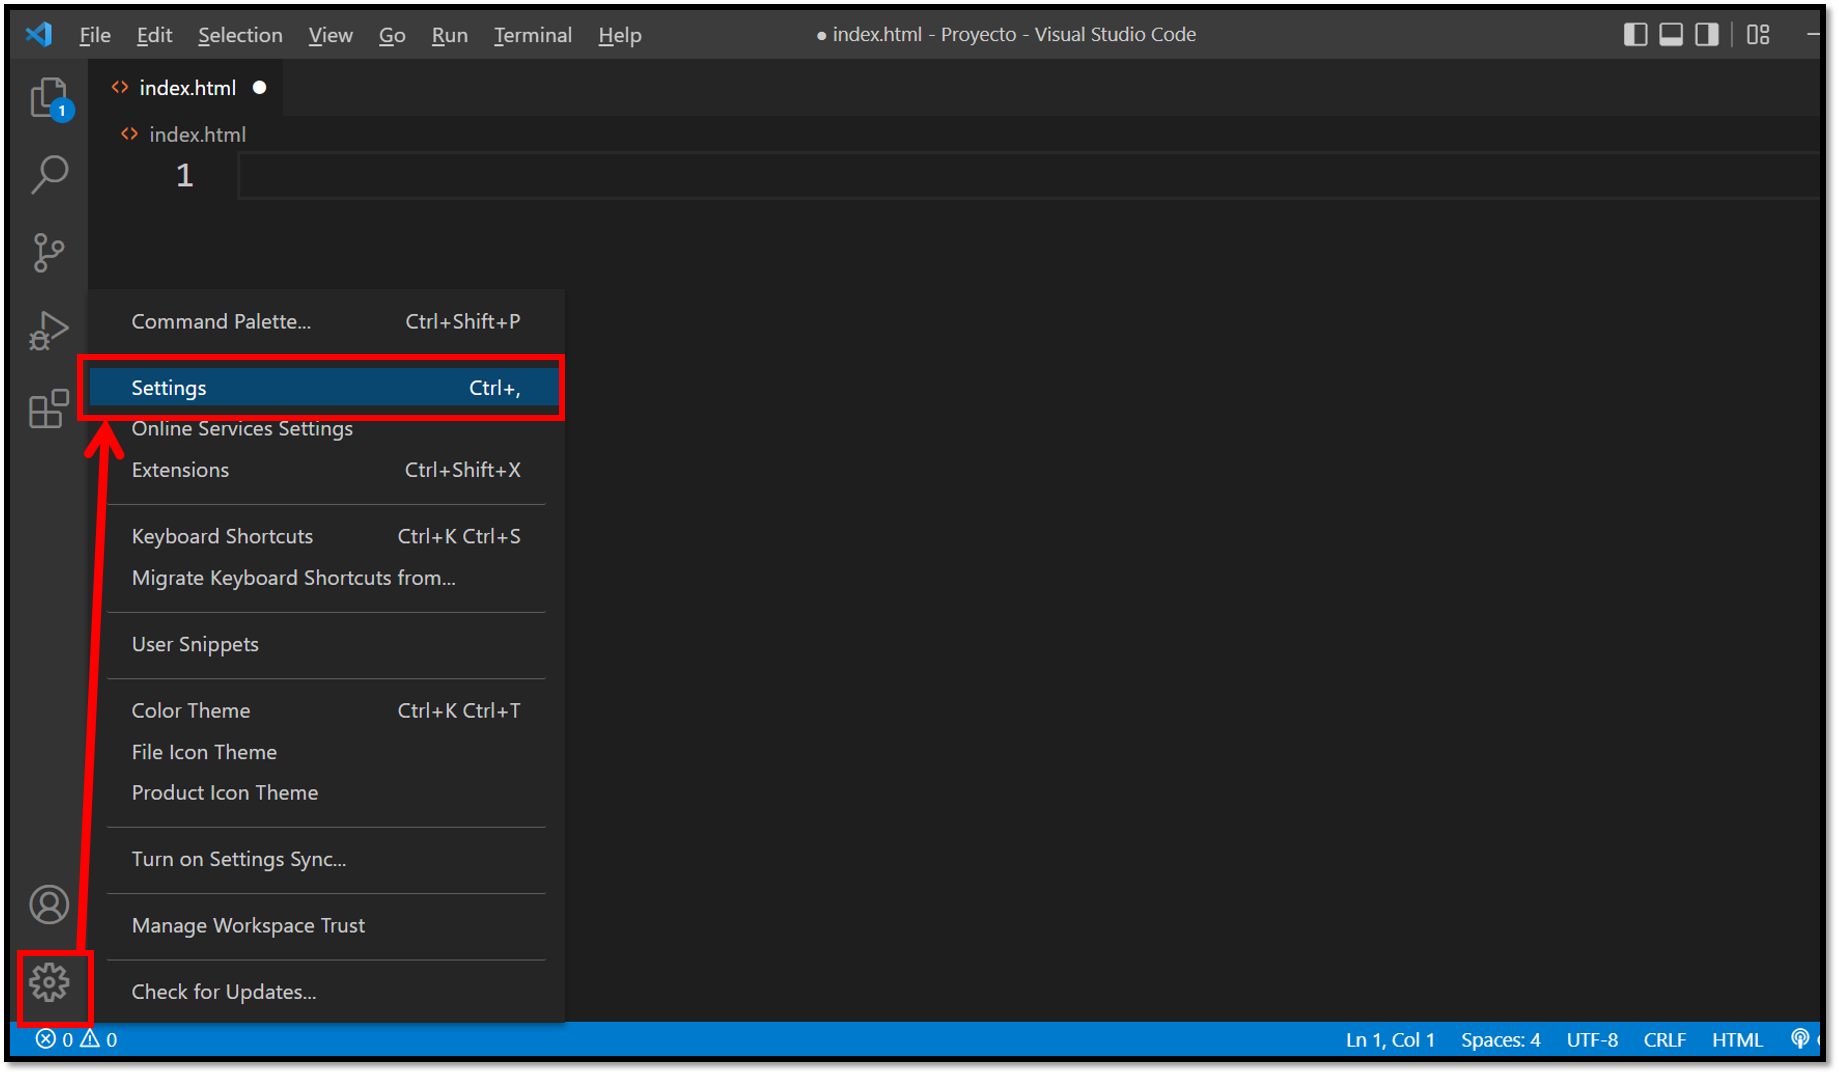 File Edit Selection View Go Run Terminal Help ● index.html - Proyecto - Visual Studio Code
index.html ●
1
index.html
1
Command Palette... Ctrl+Shift+P
Settings Ctrl+,
Online Services Settings
Extensions Ctrl+Shift+X
Keyboard Shortcuts Ctrl+K Ctrl+S
Migrate Keyboard Shortcuts from...
User Snippets
Color Theme Ctrl+K Ctrl+T
File Icon Theme
Product Icon Theme
Turn on Settings Sync...
Manage Workspace Trust
Check for Updates...
0 0 Ln 1, Col 1 Spaces: 4 UTF-8 CRLF HTML